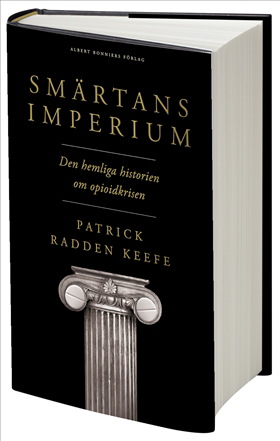 ALBERT BONNIERS FÖRLAG
SMÄRTANS
IMPERIUM
Den hemliga historien
om opioidkrisen
PATRICK
RADDEN KEEFE